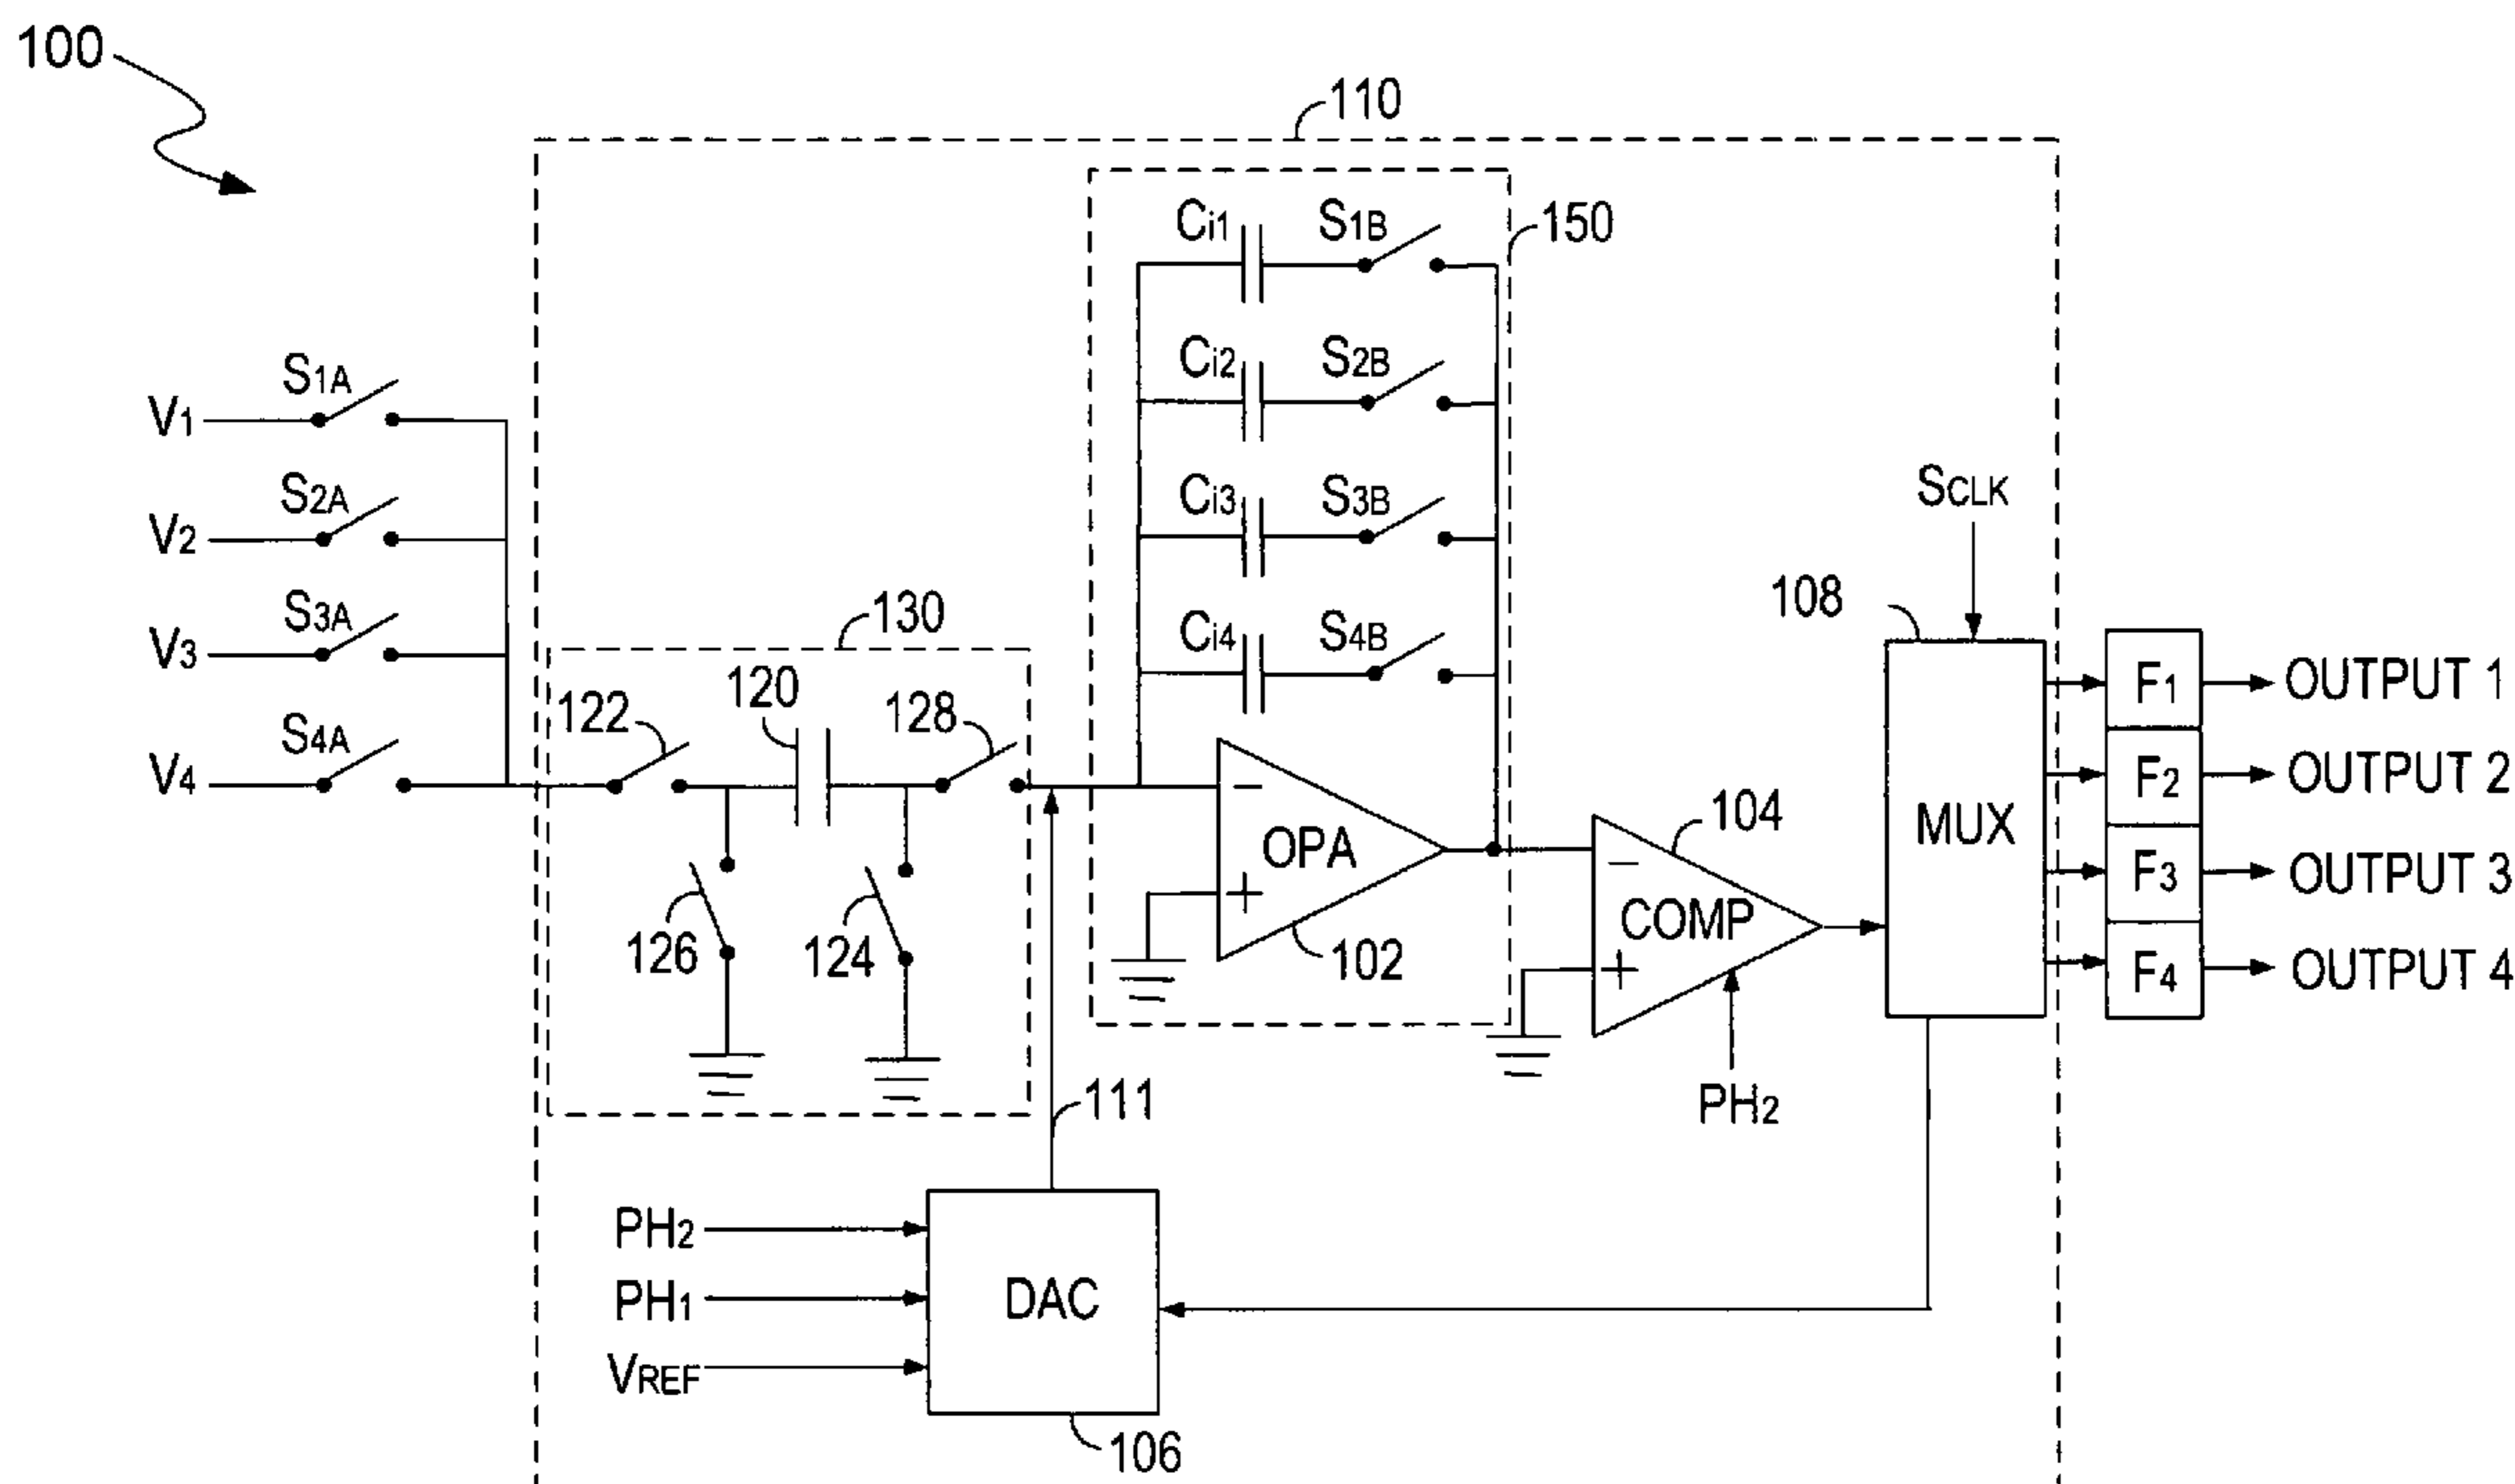 100
110
150
Ci1 S1B
Ci2 S2B
Ci3 S3B
Ci4 S4B
S1A
V1
S2A
V2
S3A
V3
S4A
V4
130
120
122
128
126
124
OPA
−
+
102
104
COMP
−
+
PH2
SCLK
108
MUX
F1 OUTPUT 1
F2 OUTPUT 2
F3 OUTPUT 3
F4 OUTPUT 4
111
PH2
PH1
VREF
DAC
106